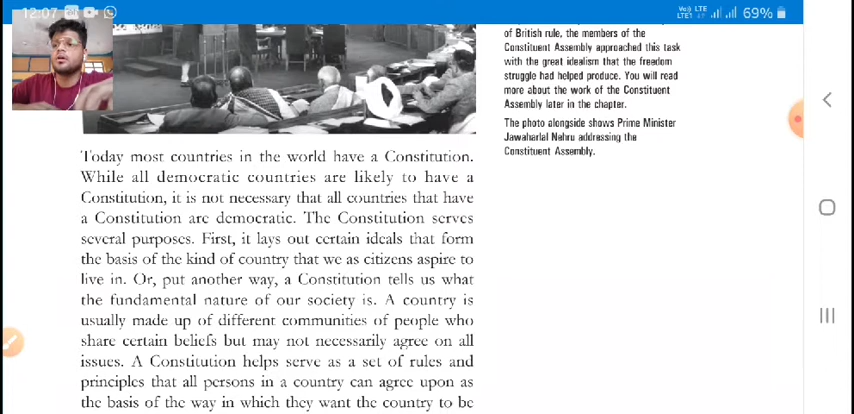 12:07
Vo)) LTE
LTE1
69%
of British rule, the members of the
Constituent Assembly approached this task
with the great idealism that the freedom
struggle had helped produce. You will read
more about the work of the Constituent
Assembly later in the chapter.
The photo alongside shows Prime Minister
Jawaharlal Nehru addressing the
Constituent Assembly.
Today most countries in the world have a Constitution.
While all democratic countries are likely to have a
Constitution, it is not necessary that all countries that have
a Constitution are democratic. The Constitution serves
several purposes. First, it lays out certain ideals that form
the basis of the kind of country that we as citizens aspire to
live in. Or, put another way, a Constitution tells us what
the fundamental nature of our society is. A country is
usually made up of different communities of people who
share certain beliefs but may not necessarily agree on all
issues. A Constitution helps serve as a set of rules and
principles that all persons in a country can agree upon as
the basis of the way in which they want the country to be